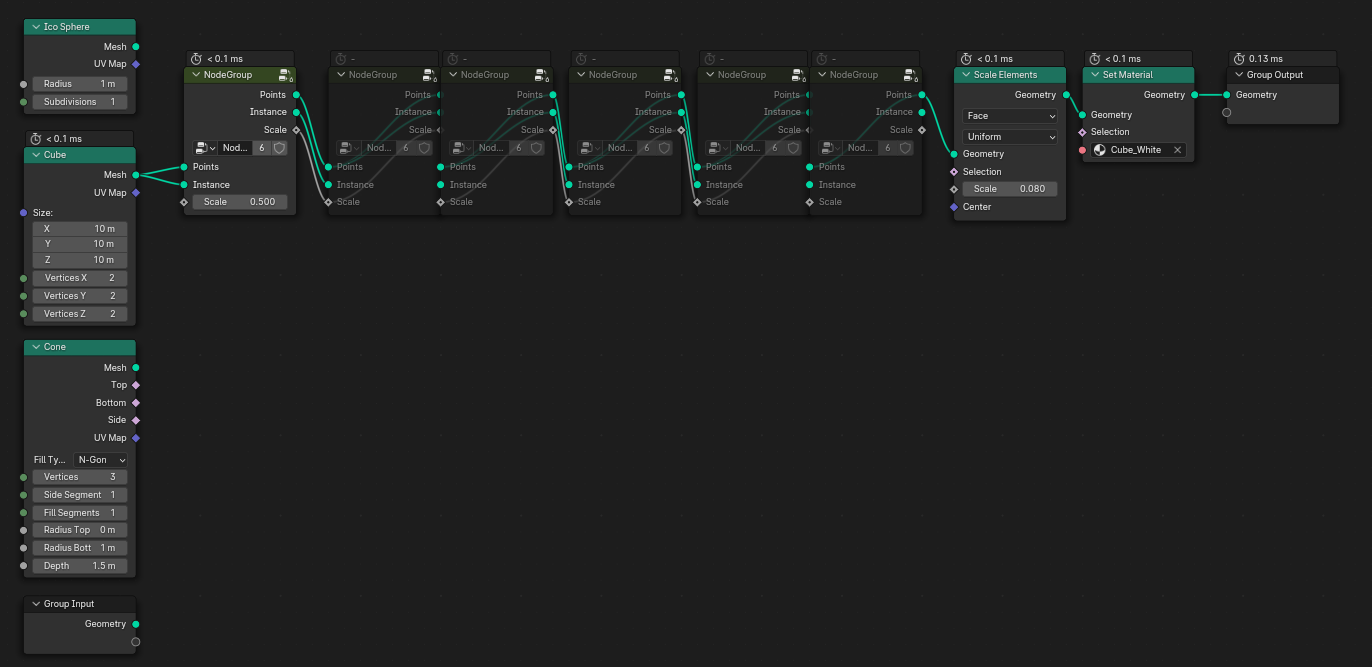 Ico Sphere
Mesh
UV Map
Radius 1 m
Subdivisions 1
< 0.1 ms
Cube
Mesh
UV Map
Size:
X 10 m
Y 10 m
Z 10 m
Vertices X 2
Vertices Y 2
Vertices Z 2
Cone
Mesh
Top
Bottom
Side
UV Map
Fill Ty... N-Gon
Vertices 3
Side Segment 1
Fill Segments 1
Radius Top 0 m
Radius Bott 1 m
Depth 1.5 m
Group Input
Geometry
< 0.1 ms
NodeGroup
Points
Instance
Scale
Nod... 6
Points
Instance
Scale 0.500
-
NodeGroup
Points
Instance
Scale
Nod... 6
Points
Instance
Scale
-
NodeGroup
Points
Instance
Scale
Nod... 6
Points
Instance
Scale
-
NodeGroup
Points
Instance
Scale
Nod... 6
Points
Instance
Scale
-
NodeGroup
Points
Instance
Scale
Nod... 6
Points
Instance
Scale
-
NodeGroup
Points
Instance
Scale
Nod... 6
Points
Instance
Scale
< 0.1 ms
Scale Elements
Geometry
Face
Uniform
Geometry
Selection
Scale 0.080
Center
< 0.1 ms
Set Material
Geometry
Geometry
Selection
Cube_White
0.13 ms
Group Output
Geometry